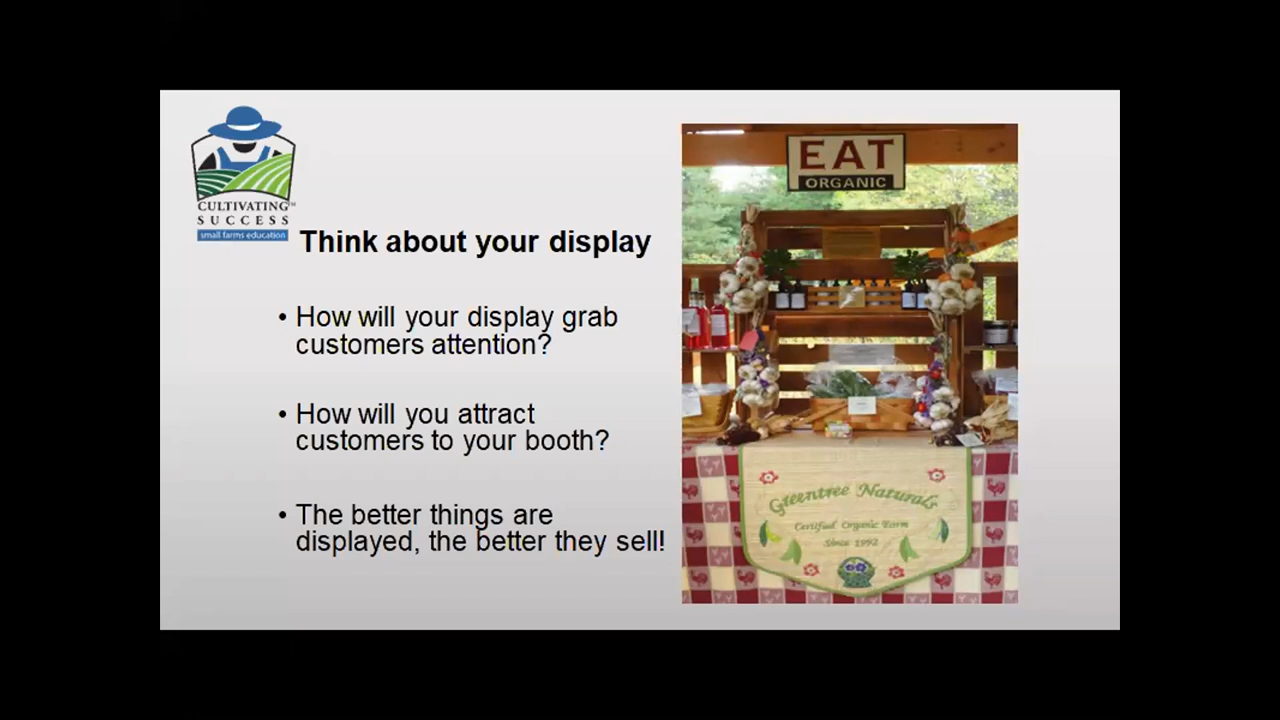 CULTIVATING
SUCCESS
small farms education
Think about your display
• How will your display grab
customers attention?
• How will you attract
customers to your booth?
• The better things are
displayed, the better they sell!
EAT
ORGANIC
Greentree Naturals
Certified Organic Farm
Since 1992